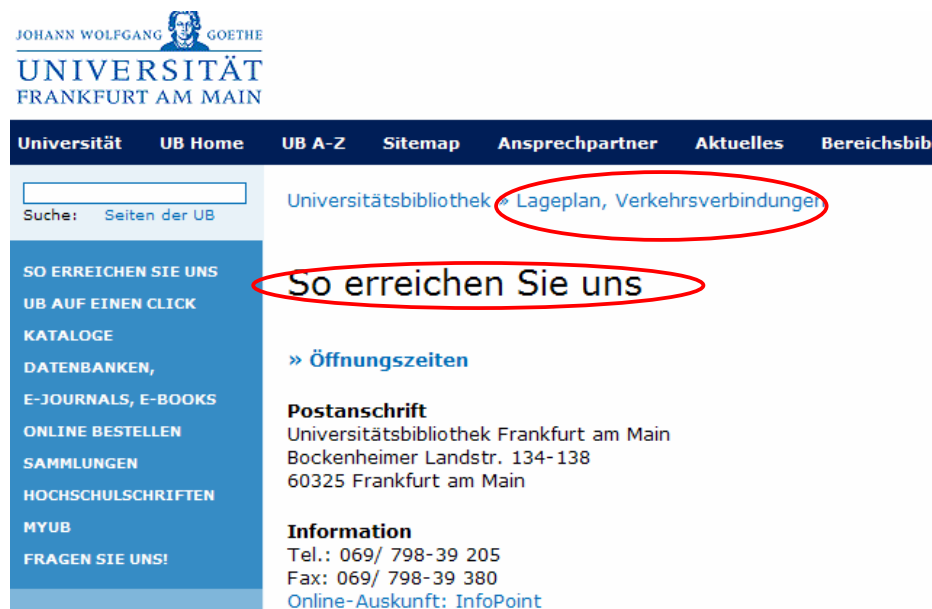 JOHANN WOLFGANG GOETHE
UNIVERSITÄT
FRANKFURT AM MAIN
Universität UB Home UB A-Z Sitemap Ansprechpartner Aktuelles Bereichsbib
Suche: Seiten der UB
SO ERREICHEN SIE UNS
UB AUF EINEN CLICK
KATALOGE
DATENBANKEN,
E-JOURNALS, E-BOOKS
ONLINE BESTELLEN
SAMMLUNGEN
HOCHSCHULSCHRIFTEN
MYUB
FRAGEN SIE UNS!
Universitätsbibliothek » Lageplan, Verkehrsverbindungen
So erreichen Sie uns
» Öffnungszeiten
Postanschrift
Universitätsbibliothek Frankfurt am Main
Bockenheimer Landstr. 134-138
60325 Frankfurt am Main
Information
Tel.: 069/ 798-39 205
Fax: 069/ 798-39 380
Online-Auskunft: InfoPoint